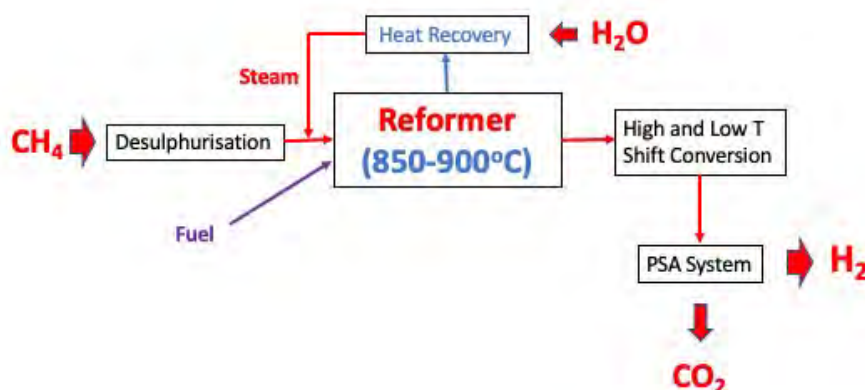 Heat Recovery
H₂O
Steam
CH₄
Desulphurisation
Reformer
(850-900°C)
High and Low T
Shift Conversion
Fuel
PSA System
H₂
CO₂